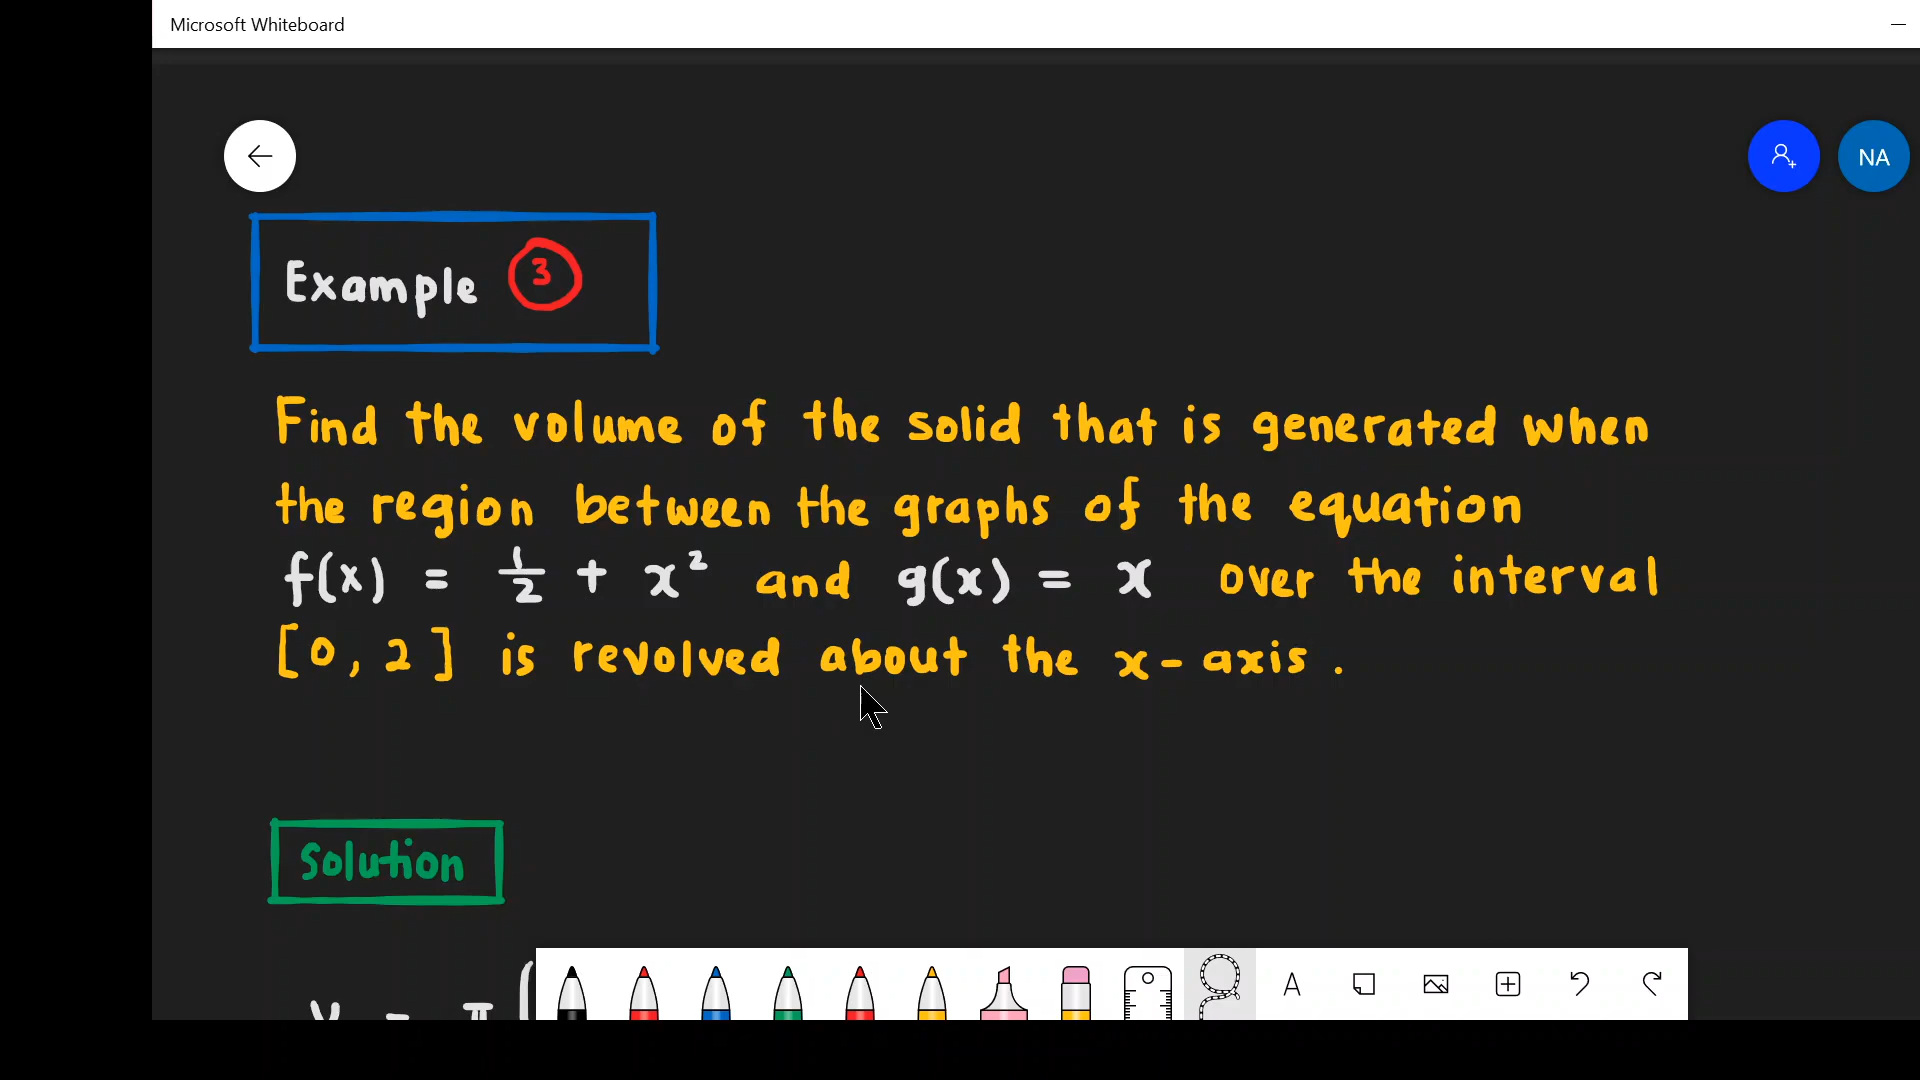 Microsoft Whiteboard
NA
Example 3
Find the volume of the solid that is generated when
the region between the graphs of the equation
f(x) = 1/2 + x² and g(x) = x over the interval
[0, 2] is revolved about the x-axis.
Solution